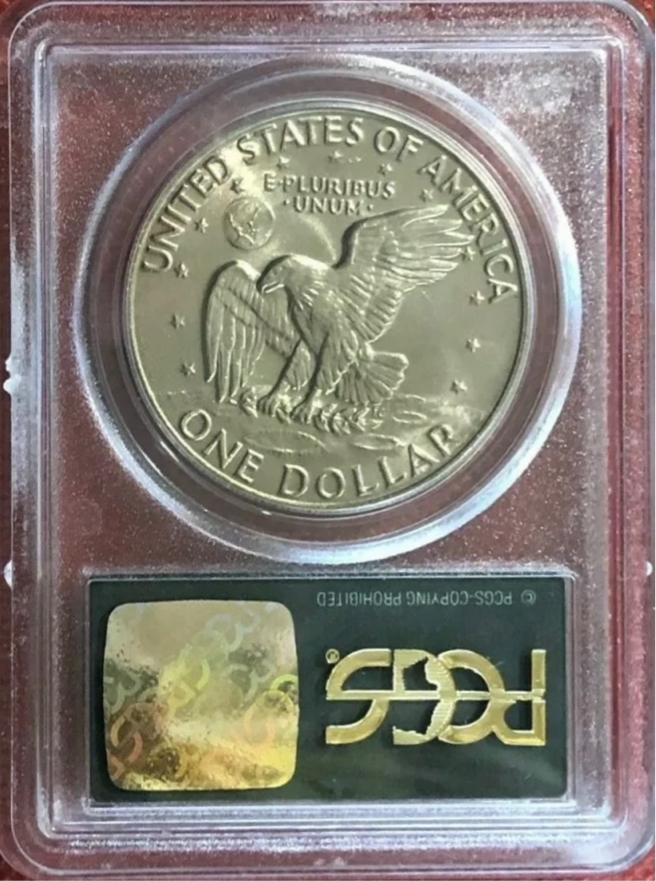 UNITED STATES OF AMERICA
E·PLURIBUS
·UNUM·
ONE DOLLAR
© PCGS-COPYING PROHIBITED
PCGS®